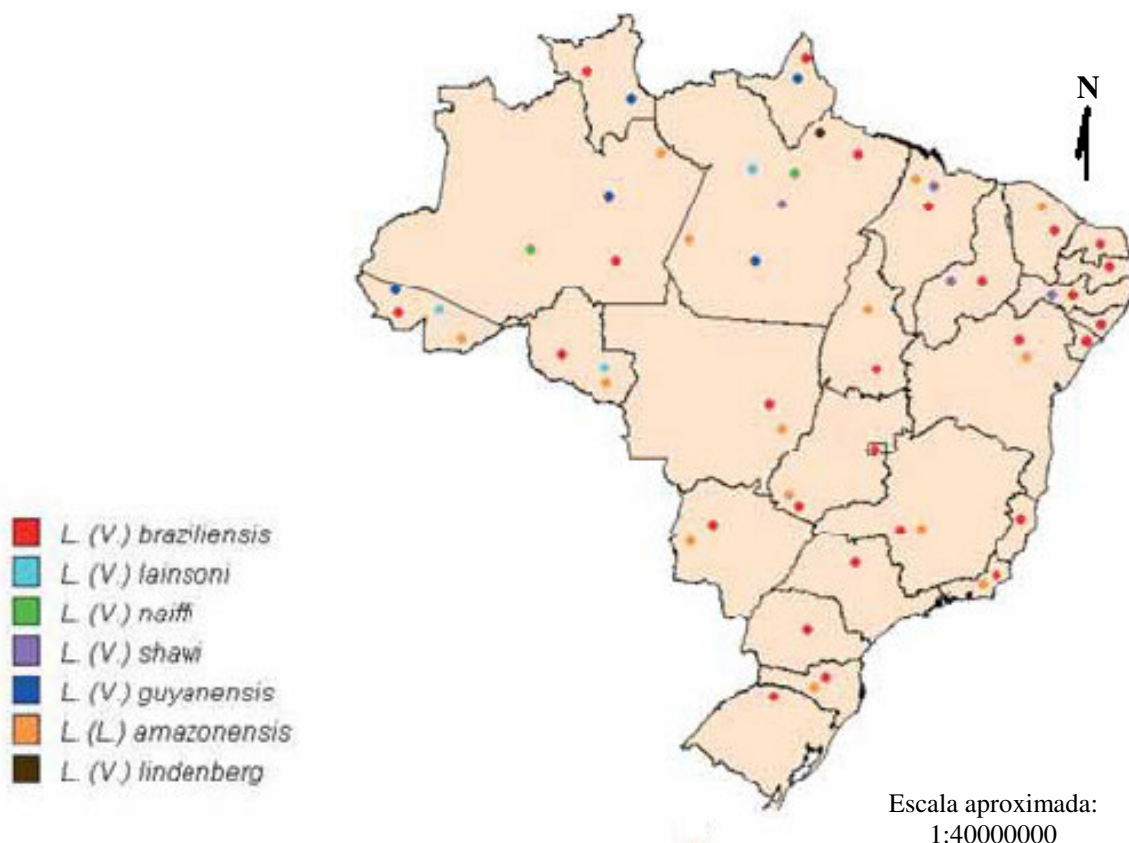 N
L. (V.) braziliensis
L. (V.) lainsoni
L. (V.) naiffi
L. (V.) shawi
L. (V.) guyanensis
L. (L.) amazonensis
L. (V.) lindenberg
Escala aproximada:
1:40000000